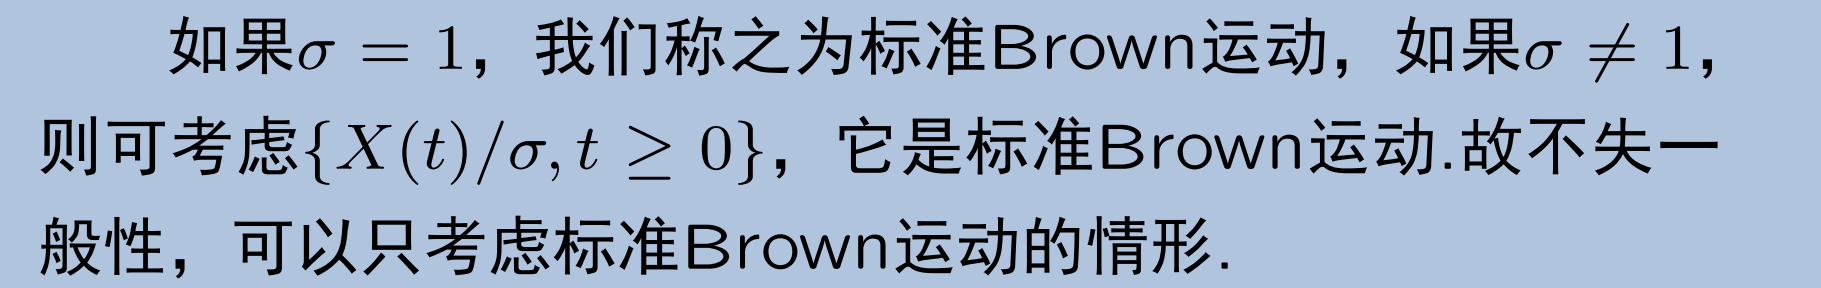 如果σ = 1，我们称之为标准Brown运动，如果σ ≠ 1，
则可考虑{X(t)/σ, t ≥ 0}，它是标准Brown运动.故不失一
般性，可以只考虑标准Brown运动的情形.